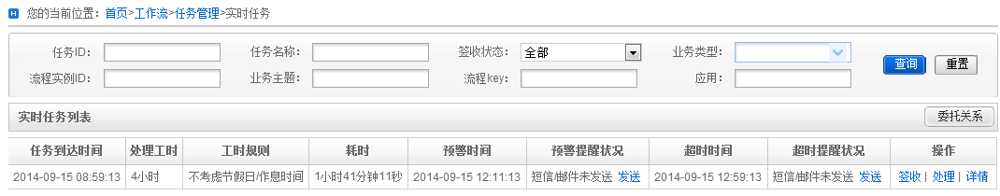 您的当前位置：首页>工作流>任务管理>实时任务
任务ID： 任务名称： 签收状态： 全部 业务类型：
查询 重置
流程实例ID： 业务主题： 流程key： 应用：
实时任务列表 委托关系
任务到达时间 处理工时 工时规则 耗时 预警时间 预警提醒状况 超时时间 超时提醒状况 操作
2014-09-15 08:59:13 4小时 不考虑节假日/作息时间 1小时41分钟11秒 2014-09-15 12:11:13 短信/邮件未发送 发送 2014-09-15 12:59:13 短信/邮件未发送 发送 签收 | 处理 | 详情